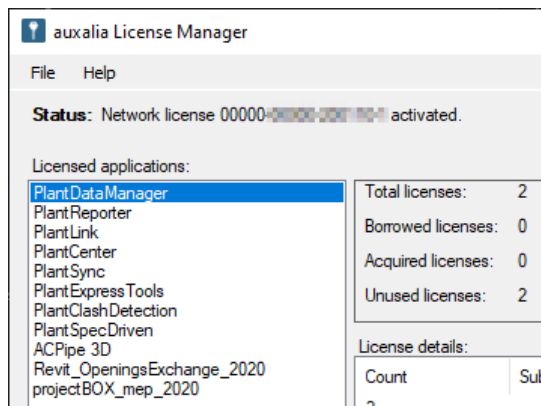 auxalia License Manager
File Help
Status: Network license 00000- activated.
Licensed applications:
PlantDataManager
PlantReporter
PlantLink
PlantCenter
PlantSync
PlantExpressTools
PlantClashDetection
PlantSpecDriven
ACPipe 3D
Revit_OpeningsExchange_2020
projectBOX_mep_2020
Total licenses: 2
Borrowed licenses: 0
Acquired licenses: 0
Unused licenses: 2
License details:
Count